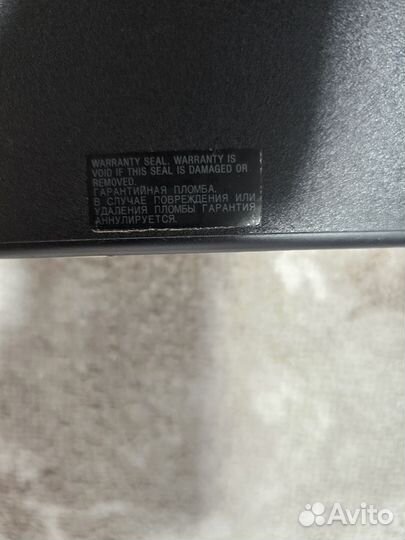 WARRANTY SEAL. WARRANTY IS
VOID IF THIS SEAL IS DAMAGED OR
REMOVED.
ГАРАНТИЙНАЯ ПЛОМБА.
В СЛУЧАЕ ПОВРЕЖДЕНИЯ ИЛИ
УДАЛЕНИЯ ПЛОМБЫ ГАРАНТИЯ
АННУЛИРУЕТСЯ.
Avito